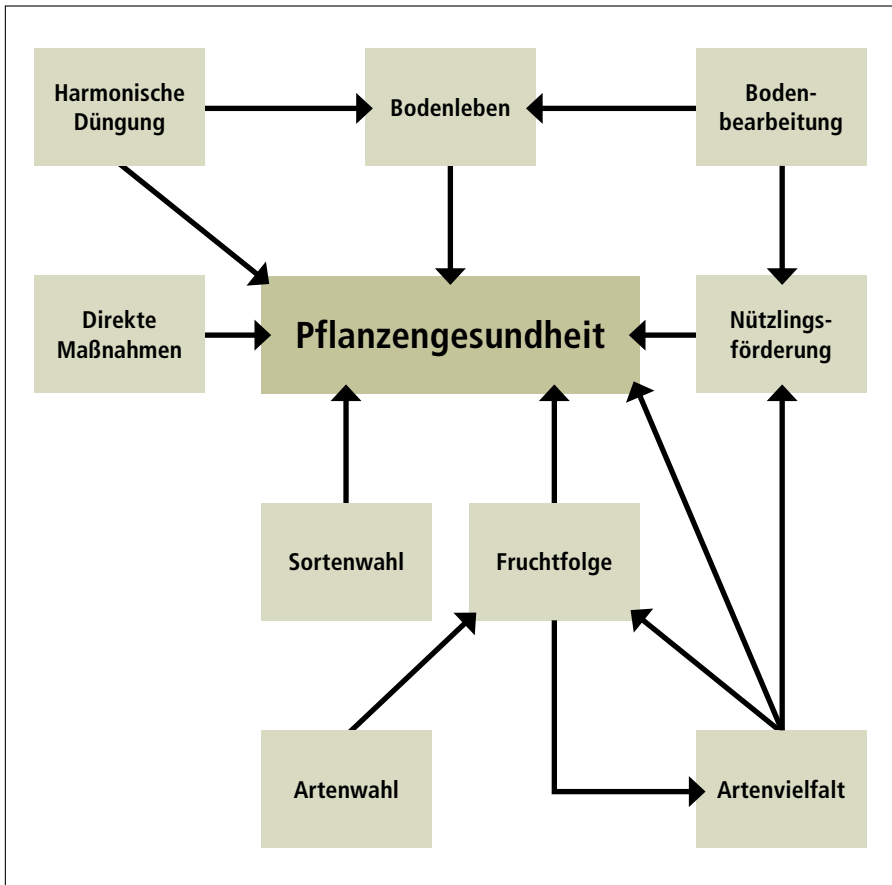 Harmonische
Düngung
Bodenleben
Boden-
bearbeitung
Direkte
Maßnahmen
Pflanzengesundheit
Nützlings-
förderung
Sortenwahl
Fruchtfolge
Artenwahl
Artenvielfalt